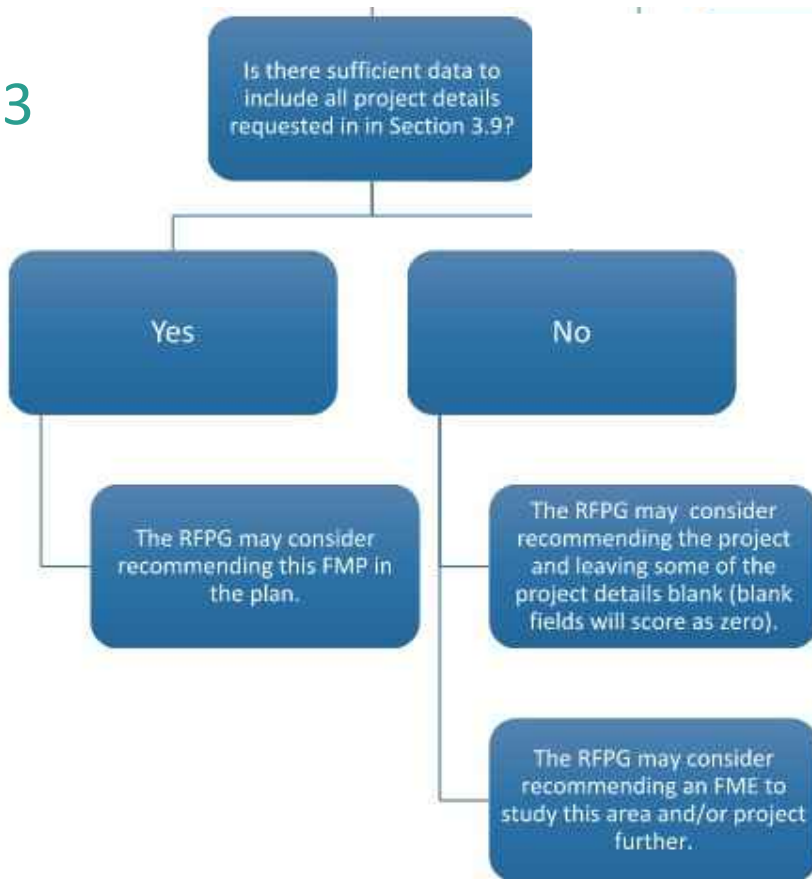 3
Is there sufficient data to
include all project details
requested in in Section 3.9?
Yes
No
The RFPG may consider
recommending this FMP in
the plan.
The RFPG may consider
recommending the project
and leaving some of the
project details blank (blank
fields will score as zero).
The RFPG may consider
recommending an FME to
study this area and/or project
further.